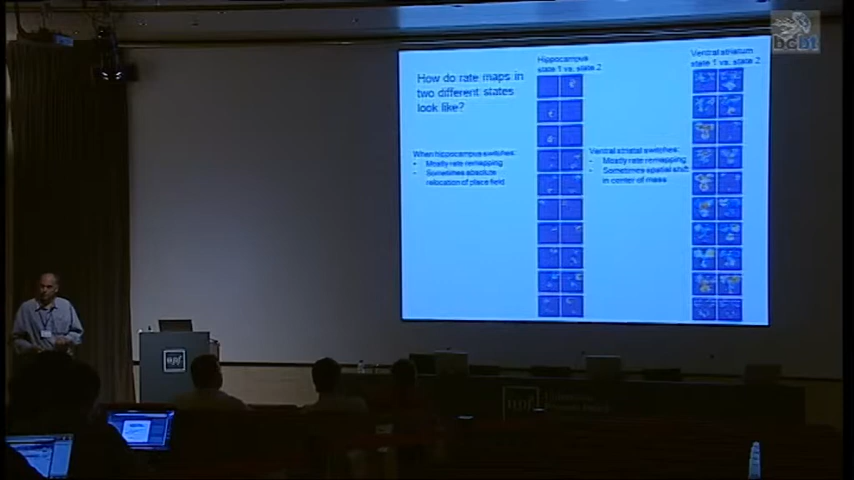 bcbt
Hippocampus
state 1 vs. state 2
Ventral striatum
state 1 vs. state 2
How do rate maps in
two different states
look like?
When hippocampus switches:
• Mostly rate remapping
- Sometimes absolute
relocation of place field
Ventral striatal switches:
- Mostly rate remapping
- Sometimes spatial shift
in center of mass
upf.
upf.